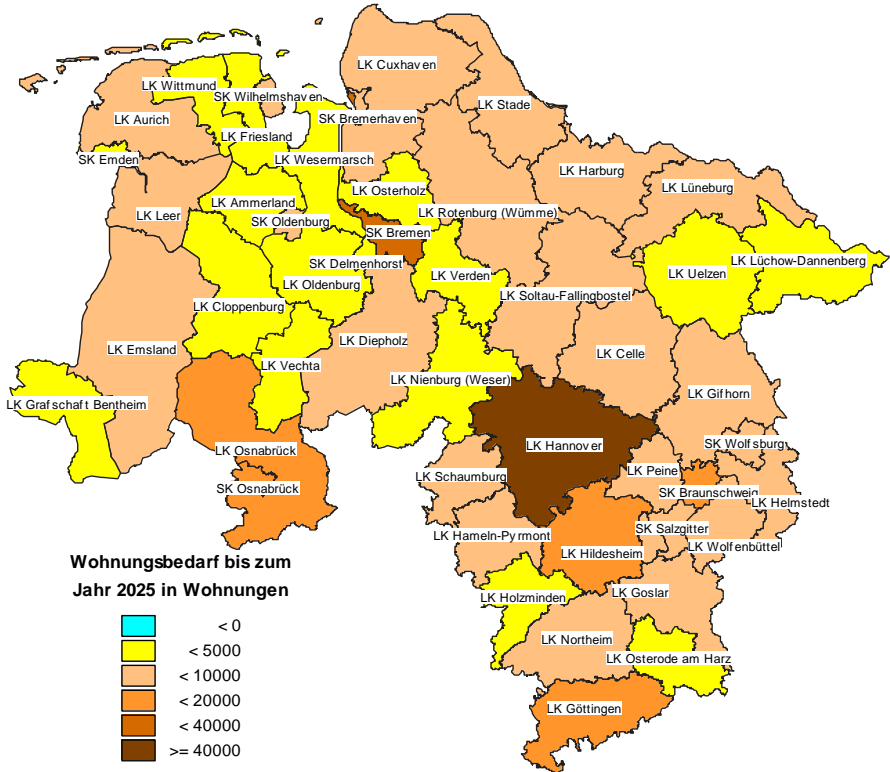 LK Cuxhaven
LK Wittmund
SK Wilhelmshaven
LK Stade
LK Aurich
SK Bremerhaven
LK Friesland
SK Emden
LK Wesermarsch
LK Harburg
LK Osterholz
LK Lüneburg
LK Ammerland
LK Leer
SK Oldenburg
LK Rotenburg (Wümme)
SK Bremen
SK Delmenhorst
LK Verden
LK Uelzen
LK Lüchow-Dannenberg
LK Oldenburg
LK Soltau-Fallingbostel
LK Cloppenburg
LK Emsland
LK Diepholz
LK Celle
LK Vechta
LK Nienburg (Weser)
LK Gifhorn
LK Grafschaft Bentheim
LK Osnabrück
LK Hannover
SK Wolfsburg
LK Schaumburg
LK Peine
SK Osnabrück
SK Braunschweig
LK Helmstedt
LK Hameln-Pyrmont
SK Salzgitter
LK Hildesheim
LK Wolfenbüttel
LK Holzminden
LK Goslar
LK Northeim
LK Osterode am Harz
LK Göttingen
Wohnungsbedarf bis zum
Jahr 2025 in Wohnungen
< 0
< 5000
< 10000
< 20000
< 40000
>= 40000